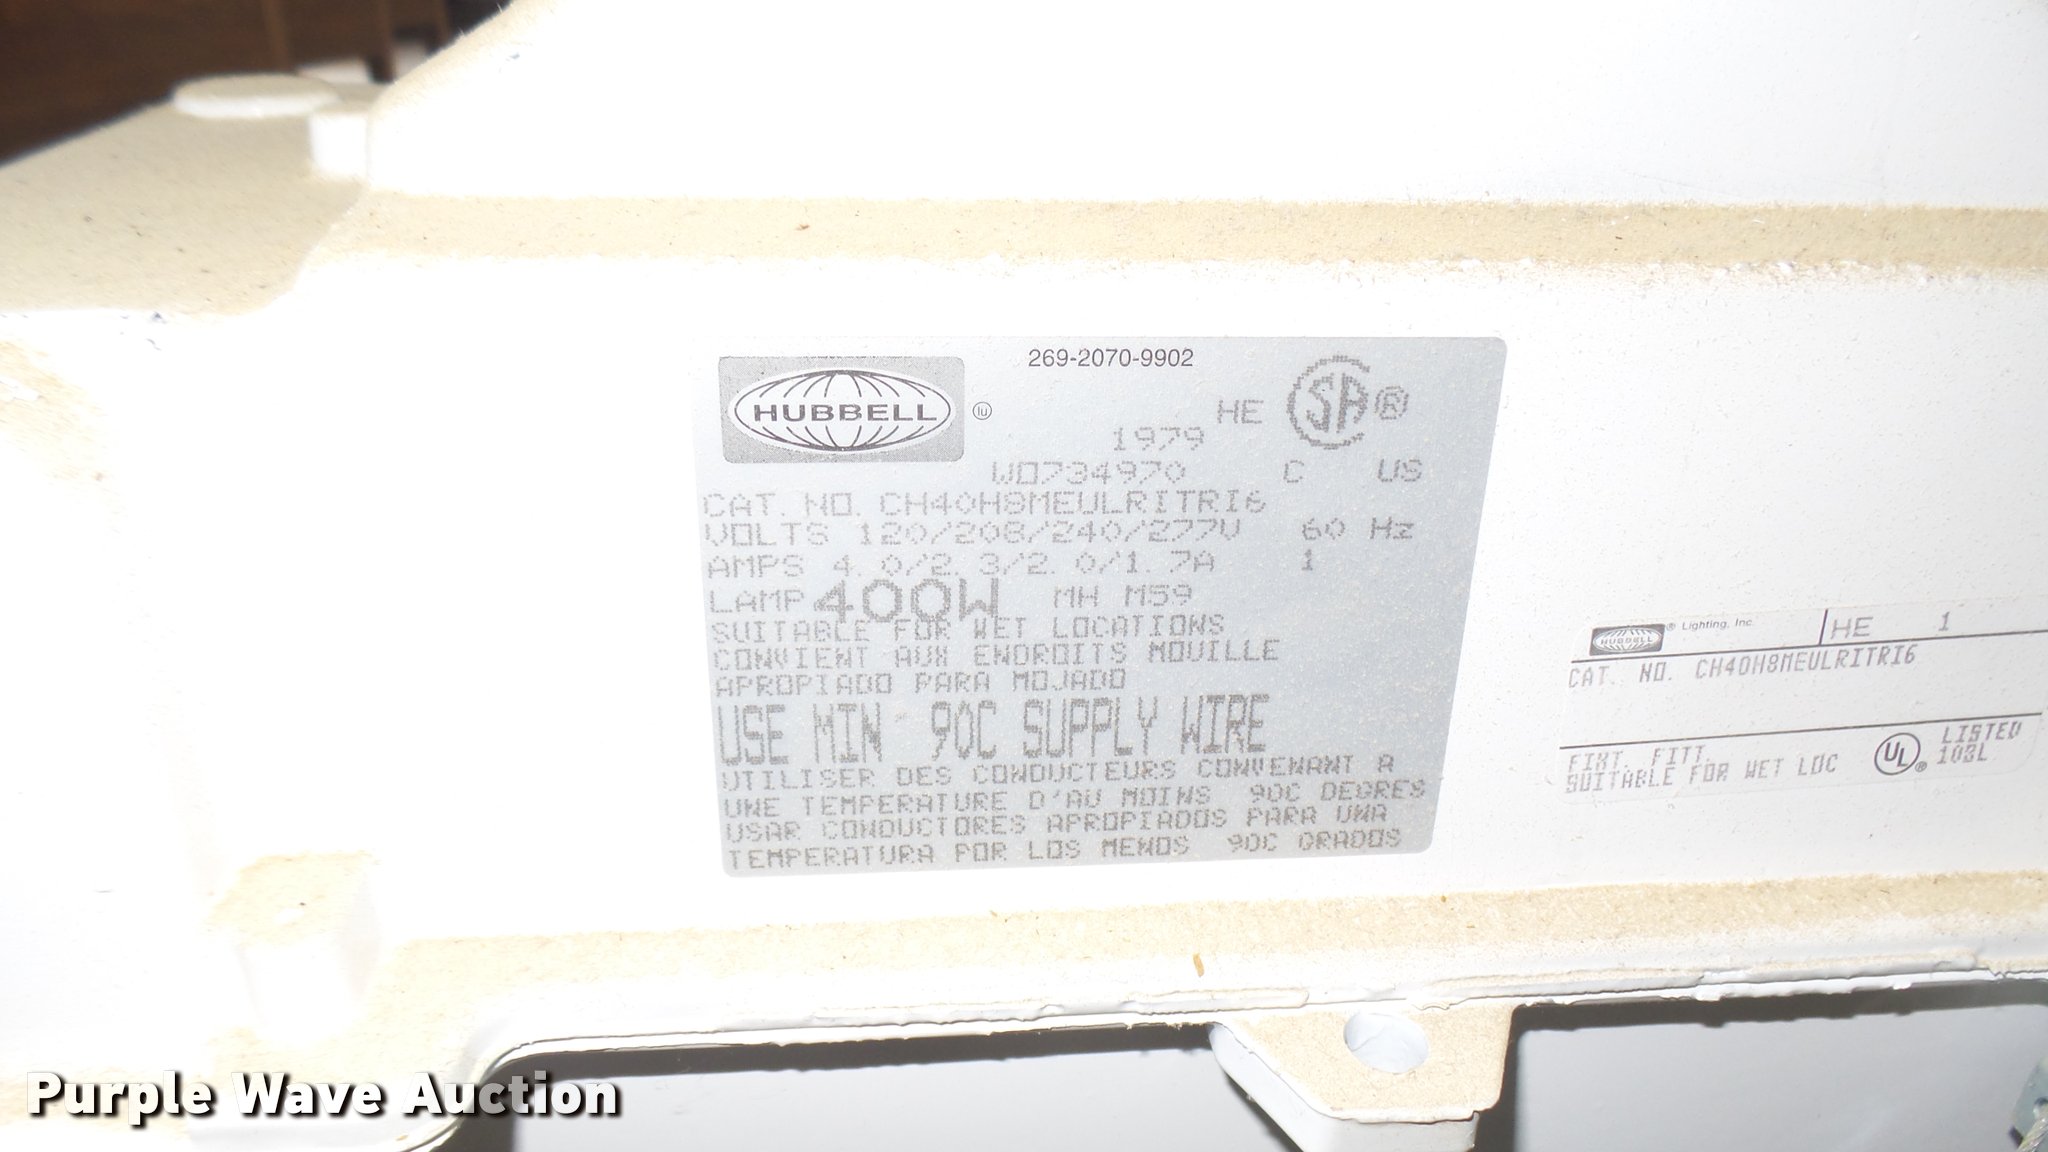 HUBBELL
269-2070-9902
HE
SA®
1979
WO734970
C US
CAT. NO. CH40H8MEULRITRI6
VOLTS 120/208/240/277V 60 Hz
AMPS 4.0/2.3/2.0/1.7A 1
LAMP 400W MH M59
SUITABLE FOR WET LOCATIONS
CONVIENT AUX ENDROITS MOUILLE
APROPIADO PARA MOJADO
USE MIN 90C SUPPLY WIRE
UTILISER DES CONDUCTEURS CONVENANT A
UNE TEMPERATURE D'AU MOINS 90C DEGRES
USAR CONDUCTORES APROPIADOS PARA UNA
TEMPERATURA POR LOS MENOS 90C GRADOS
HUBBELL ® Lighting, Inc. HE 1
CAT. NO. CH40H8MEULRITRI6
FIXT. FITT.
SUITABLE FOR WET LOC
UL ® LISTED
103L
Purple Wave Auction